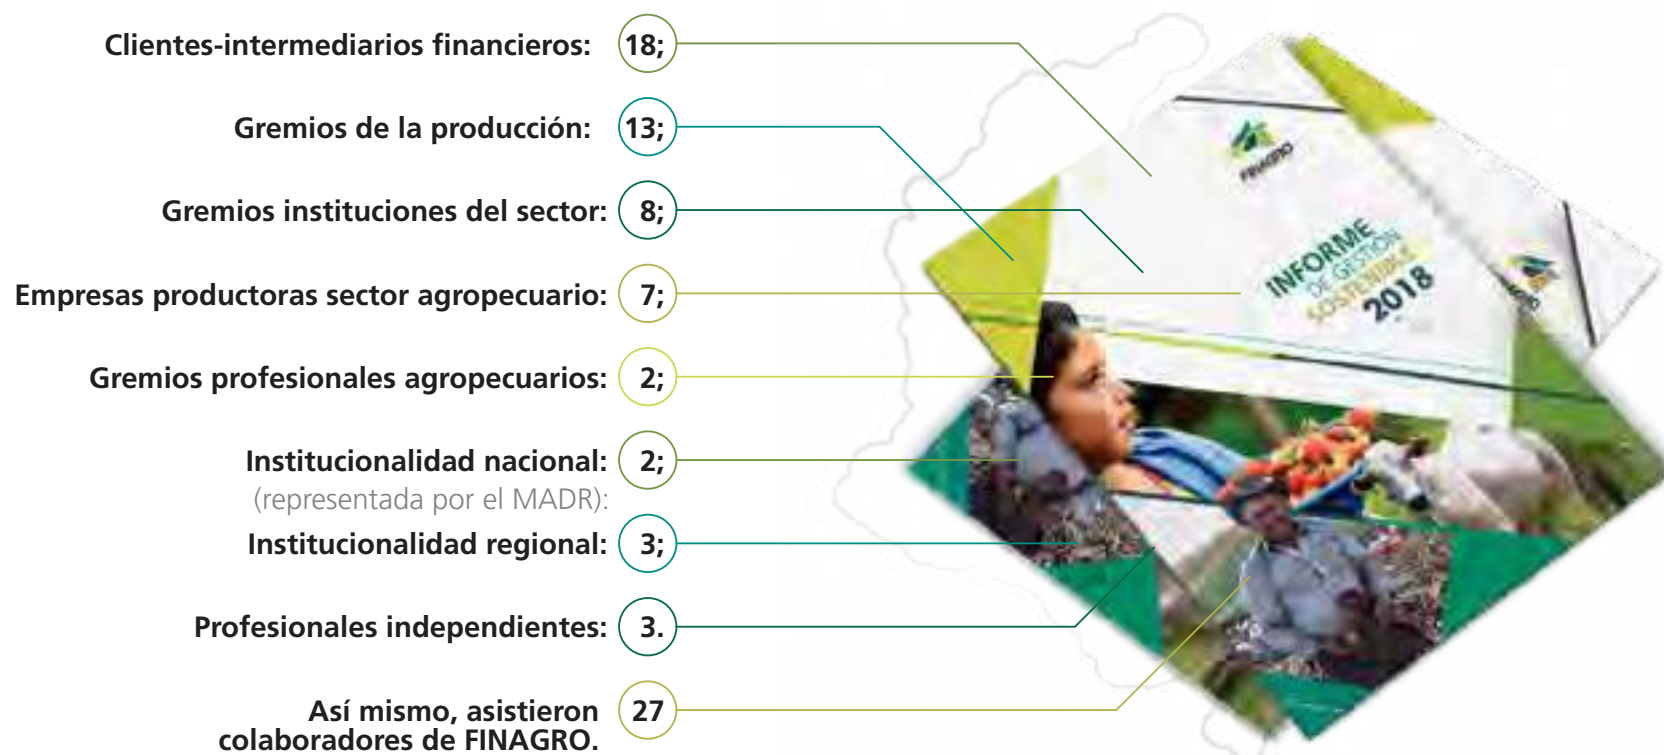 Clientes-intermediarios financieros: 18;
Gremios de la producción: 13;
Gremios instituciones del sector: 8;
Empresas productoras sector agropecuario: 7;
Gremios profesionales agropecuarios: 2;
Institucionalidad nacional: 2;
(representada por el MADR):
Institucionalidad regional: 3;
Profesionales independientes: 3.
Así mismo, asistieron 27
colaboradores de FINAGRO.
FINAGRO
INFORME
DE GESTIÓN
SOSTENIBLE
2018